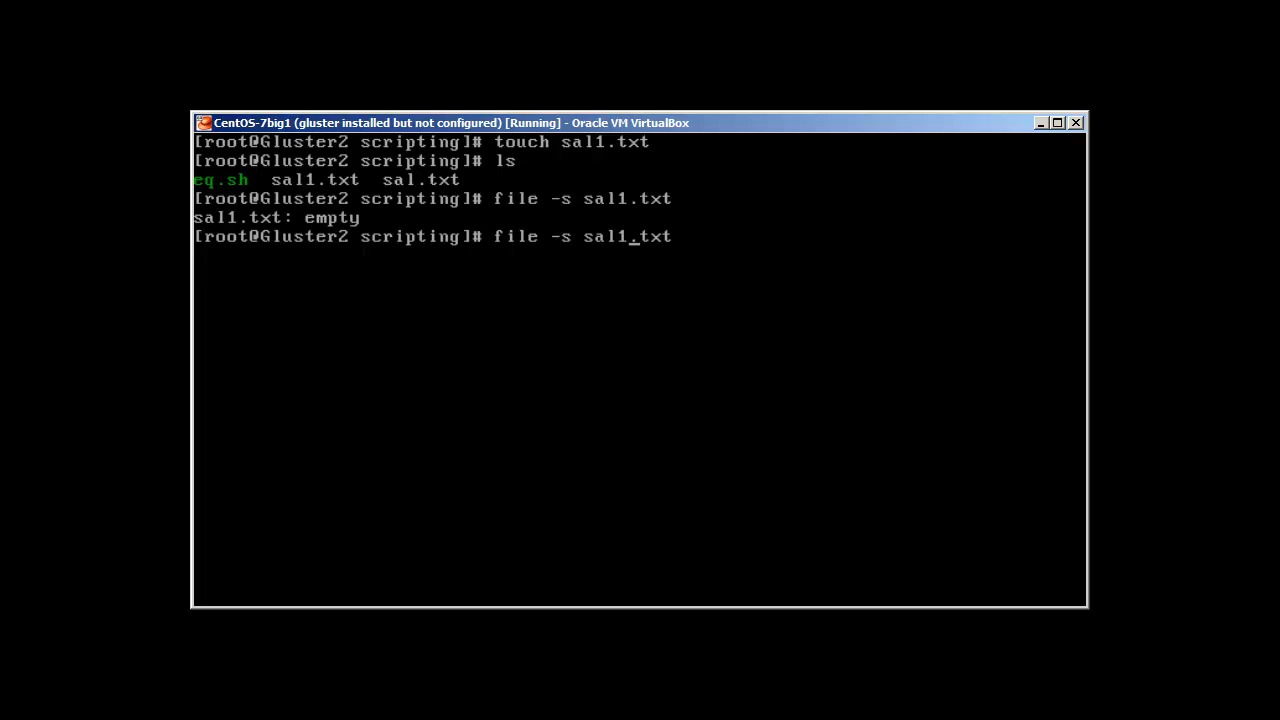 CentOS-7big1 (gluster installed but not configured) [Running] - Oracle VM VirtualBox
[root@Gluster2 scripting]# touch sal1.txt
[root@Gluster2 scripting]# ls
eq.sh  sal1.txt  sal.txt
[root@Gluster2 scripting]# file -s sal1.txt
sal1.txt: empty
[root@Gluster2 scripting]# file -s sal1.txt